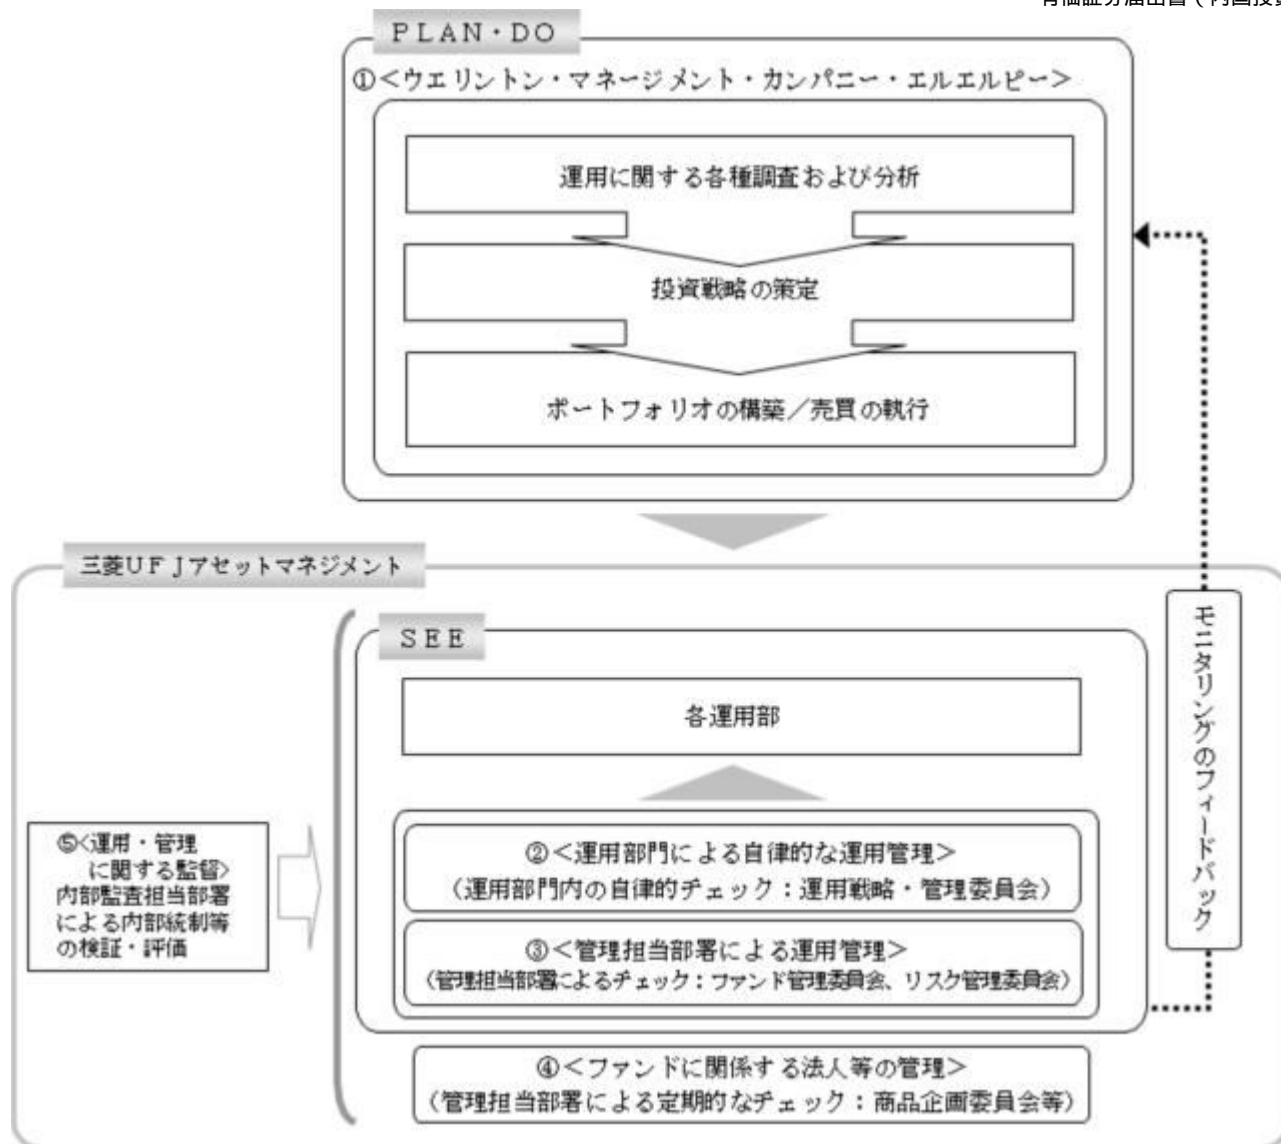 PLAN・DO
①<ウエリントン・マネージメント・カンパニー・エルエルピー>
運用に関する各種調査および分析
投資戦略の策定
ポートフォリオの構築／売買の執行
三菱UFJアセットマネジメント
SEE
各運用部
②<運用部門による自律的な運用管理>
(運用部門内の自律的チェック：運用戦略・管理委員会)
③<管理担当部署による運用管理>
(管理担当部署によるチェック：ファンド管理委員会、リスク管理委員会)
④<ファンドに関係する法人等の管理>
(管理担当部署による定期的なチェック：商品企画委員会等)
⑤<運用・管理
に関する監督>
内部監査担当部署
による内部統制等
の検証・評価
モニタリングのフィードバック